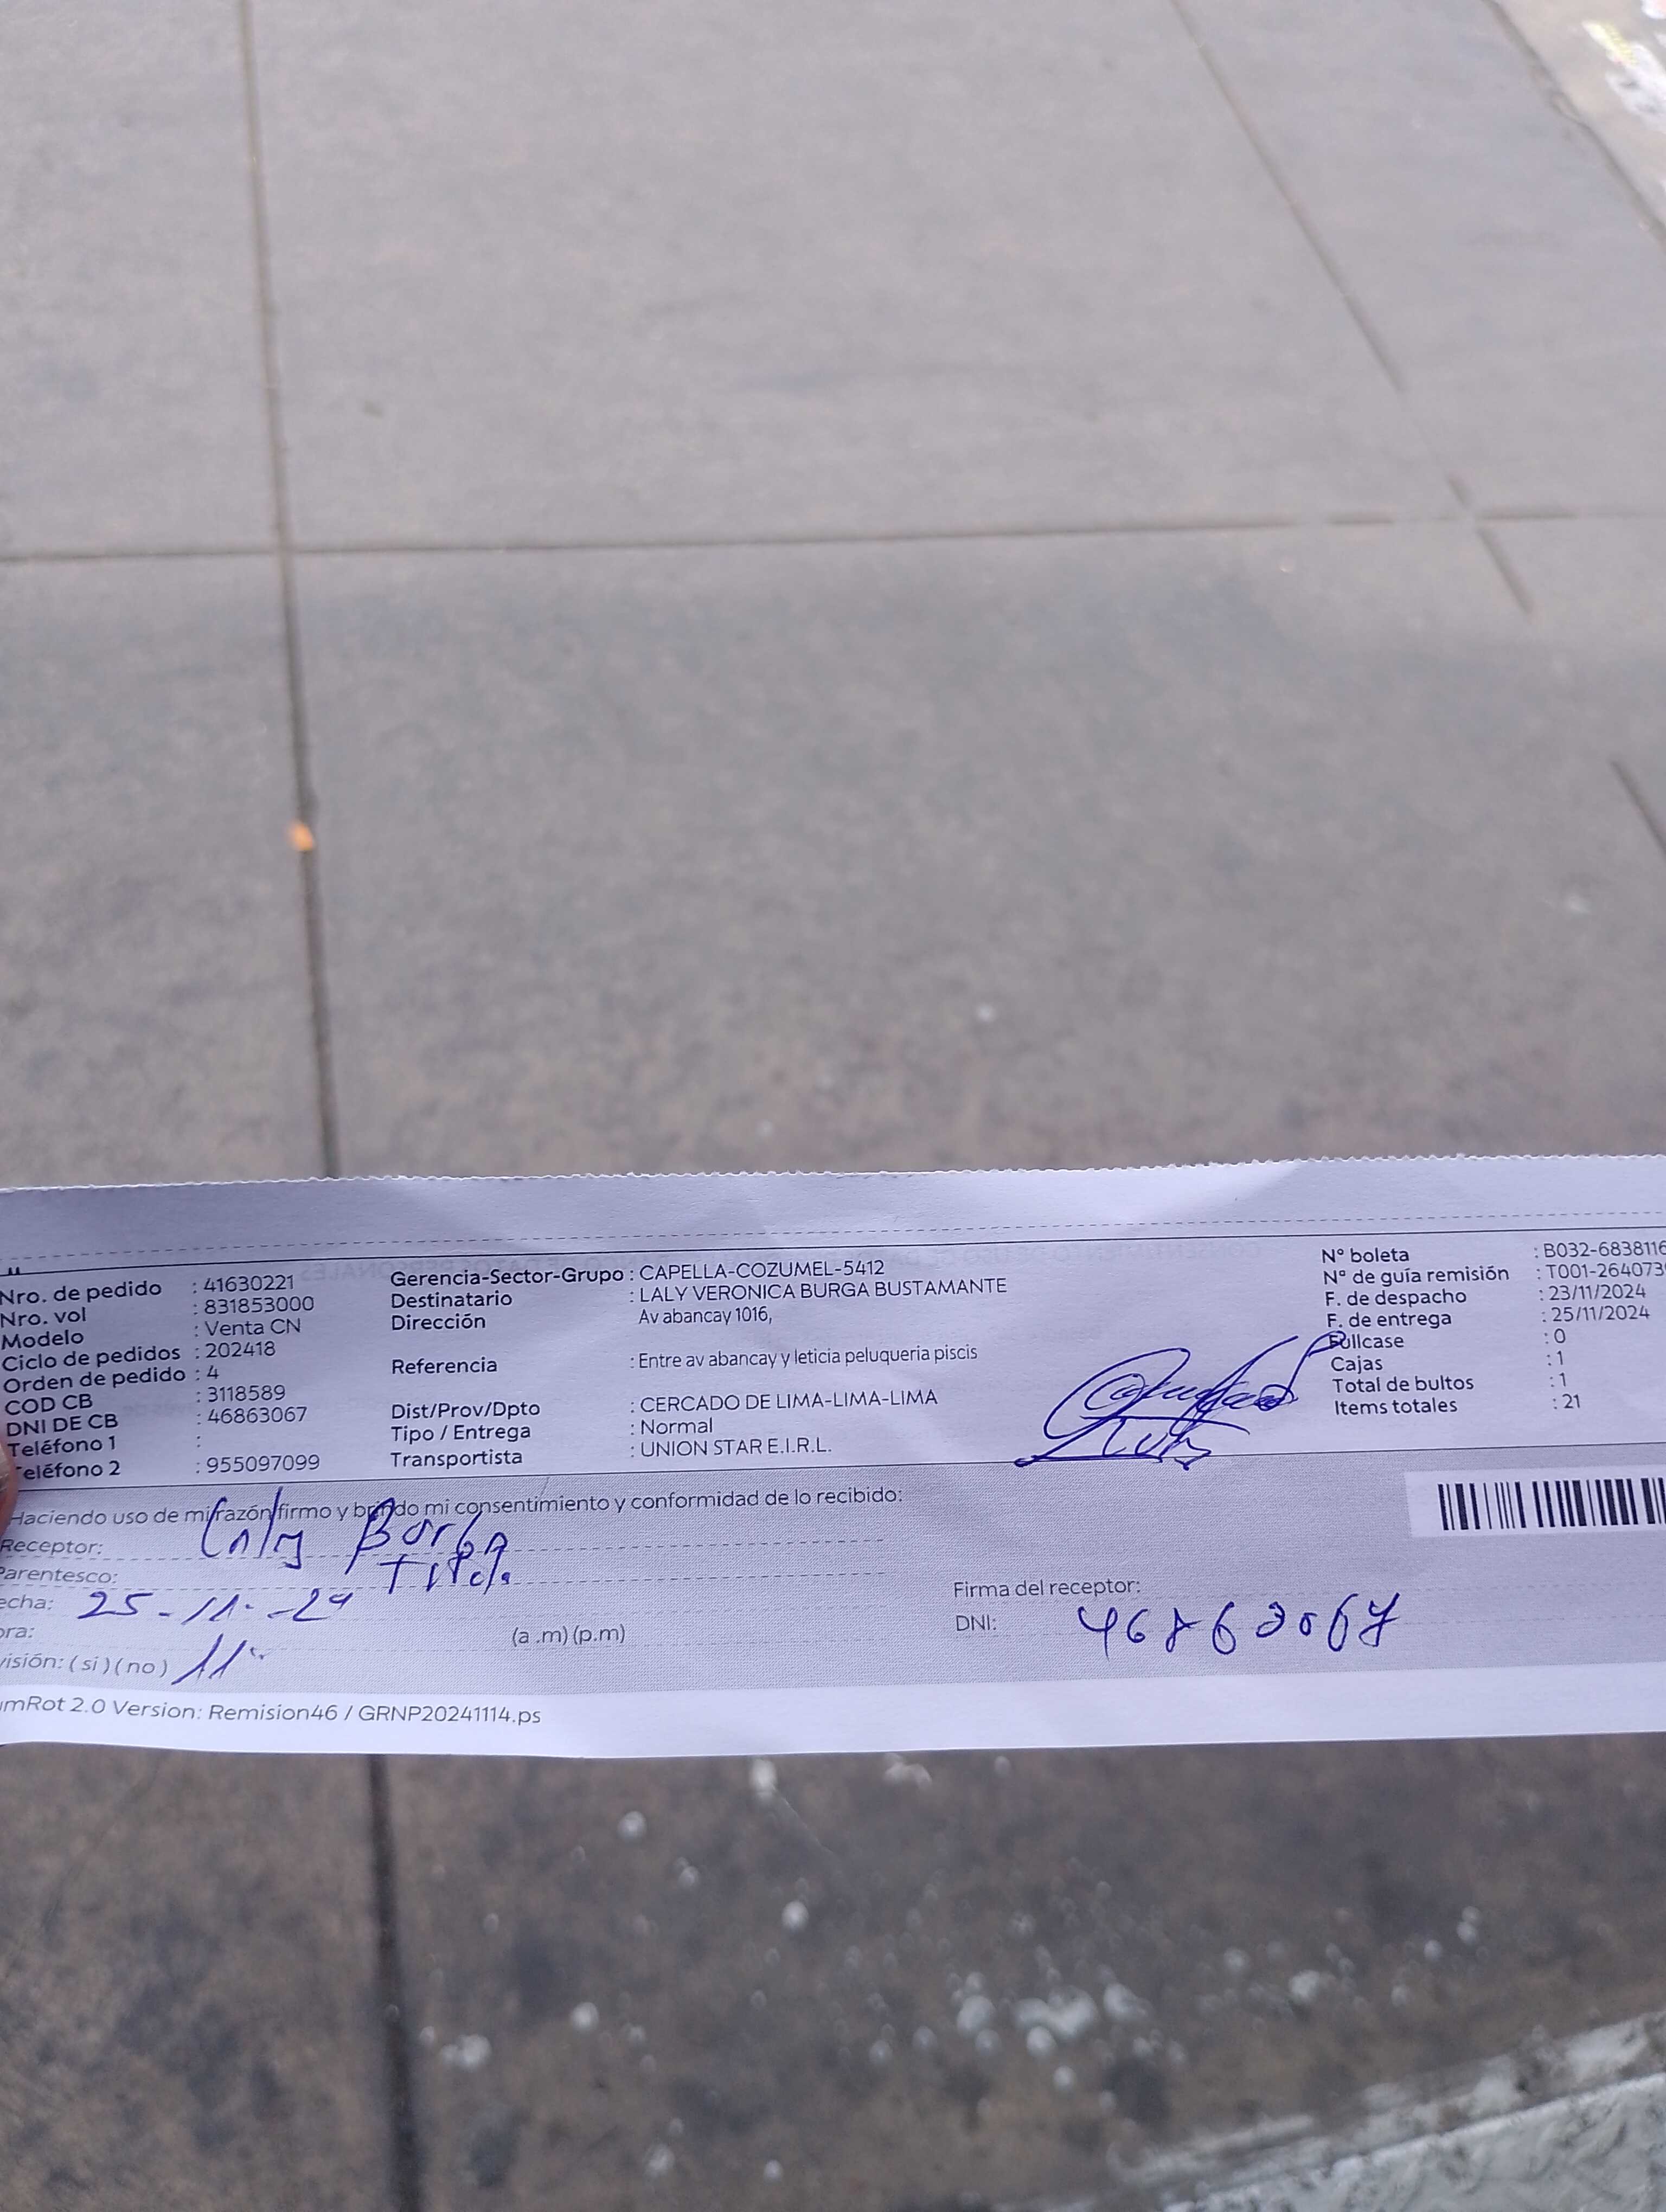 Nro. de pedido : 41630221
Nro. vol : 831853000
Modelo : Venta CN
Ciclo de pedidos : 202418
Orden de pedido : 4
COD CB : 3118589
DNI DE CB : 46863067
Teléfono 1 :
Teléfono 2 : 955097099
Gerencia-Sector-Grupo : CAPELLA-COZUMEL-5412
Destinatario : LALY VERONICA BURGA BUSTAMANTE
Dirección Av abancay 1016,
Referencia : Entre av abancay y leticia peluqueria piscis
Dist/Prov/Dpto : CERCADO DE LIMA-LIMA-LIMA
Tipo / Entrega : Normal
Transportista : UNION STAR E.I.R.L.
N° boleta : B032-6838116
N° de guía remisión : T001-264073
F. de despacho : 23/11/2024
F. de entrega : 25/11/2024
Fullcase : 0
Cajas : 1
Total de bultos : 1
Items totales : 21
Haciendo uso de mi razón firmo y brindo mi consentimiento y conformidad de lo recibido:
Receptor: Laly Burga
Parentesco:
echa: 25-11-24
ora: (a .m) (p.m)
visión: ( si ) ( no ) 11
Firma del receptor:
DNI: 46863067
mRot 2.0 Version: Remision46 / GRNP20241114.ps